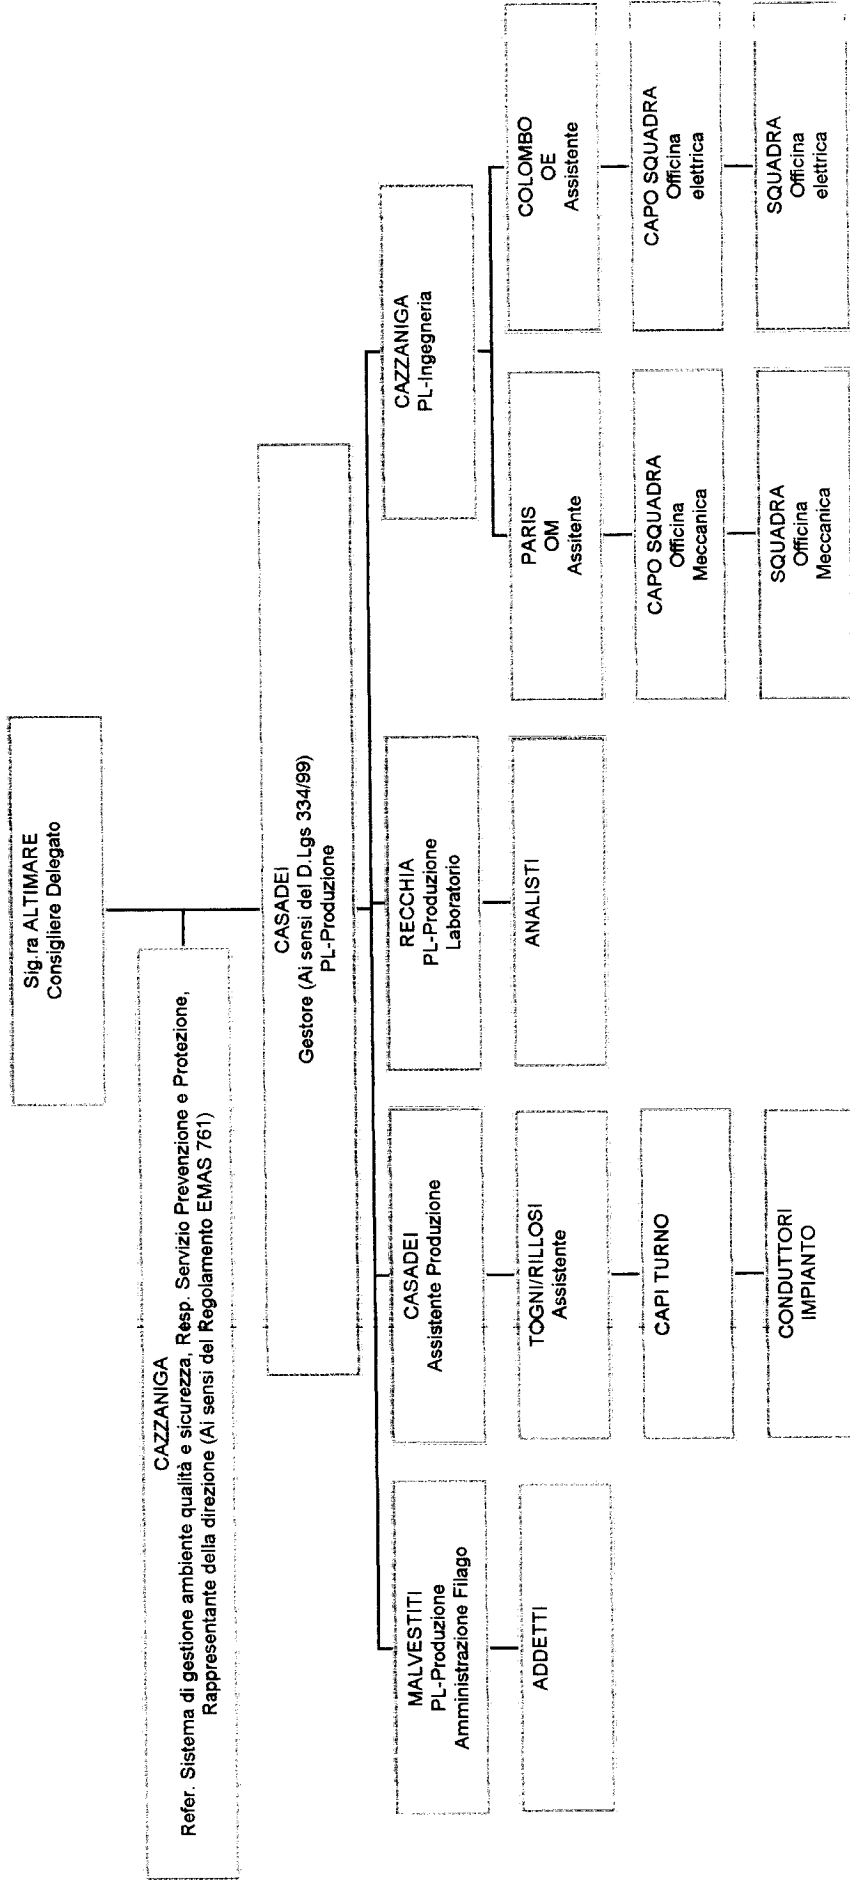 Sig.ra ALTIMARE
Consigliere Delegato
CAZZANIGA
Refer. Sistema di gestione ambiente qualità e sicurezza, Resp. Servizio Prevenzione e Protezione,
Rappresentante della direzione (Ai sensi del Regolamento EMAS 761)
CASADEI
Gestore (Ai sensi del D.Lgs 334/99)
PL-Produzione
MALVESTITI
PL-Produzione
Amministrazione Filago
ADDETTI
CASADEI
Assistente Produzione
TOGNI/RILLOSI
Assistente
CAPI TURNO
CONDUTTORI
IMPIANTO
RECCHIA
PL-Produzione
Laboratorio
ANALISTI
CAZZANIGA
PL-Ingegneria
PARIS
OM
Assitente
CAPO SQUADRA
Officina
Meccanica
SQUADRA
Officina
Meccanica
COLOMBO
OE
Assistente
CAPO SQUADRA
Officina
elettrica
SQUADRA
Officina
elettrica